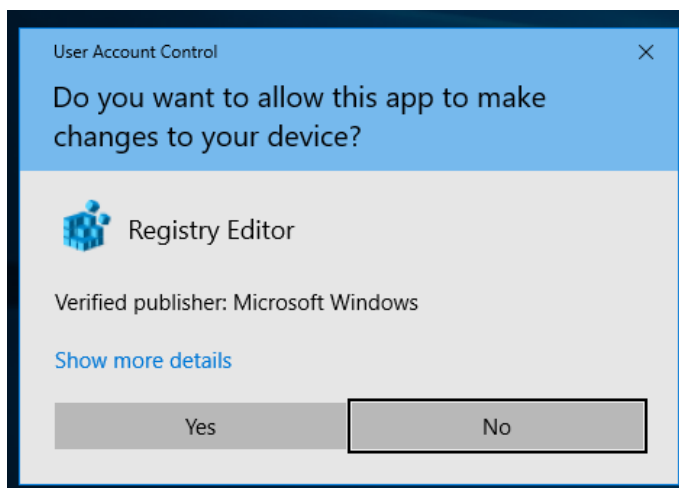 User Account Control
Do you want to allow this app to make
changes to your device?
Registry Editor
Verified publisher: Microsoft Windows
Show more details
Yes
No